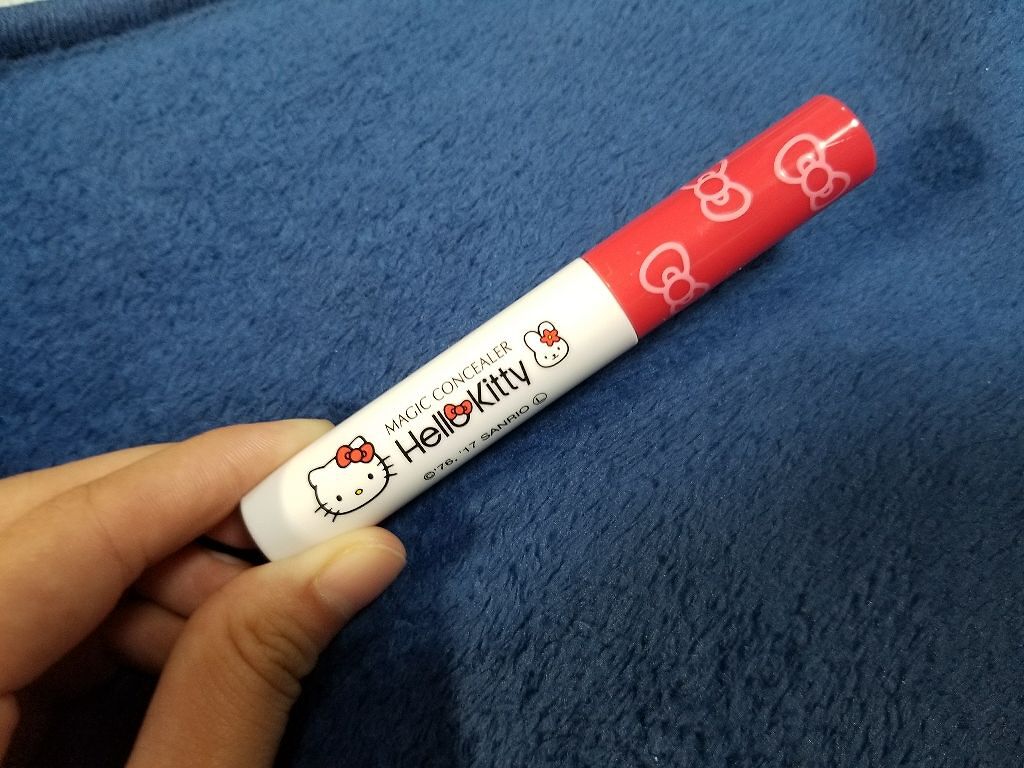 MAGIC CONCEALER
Hello Kitty
©'76, '17 SANRIO Ⓛ